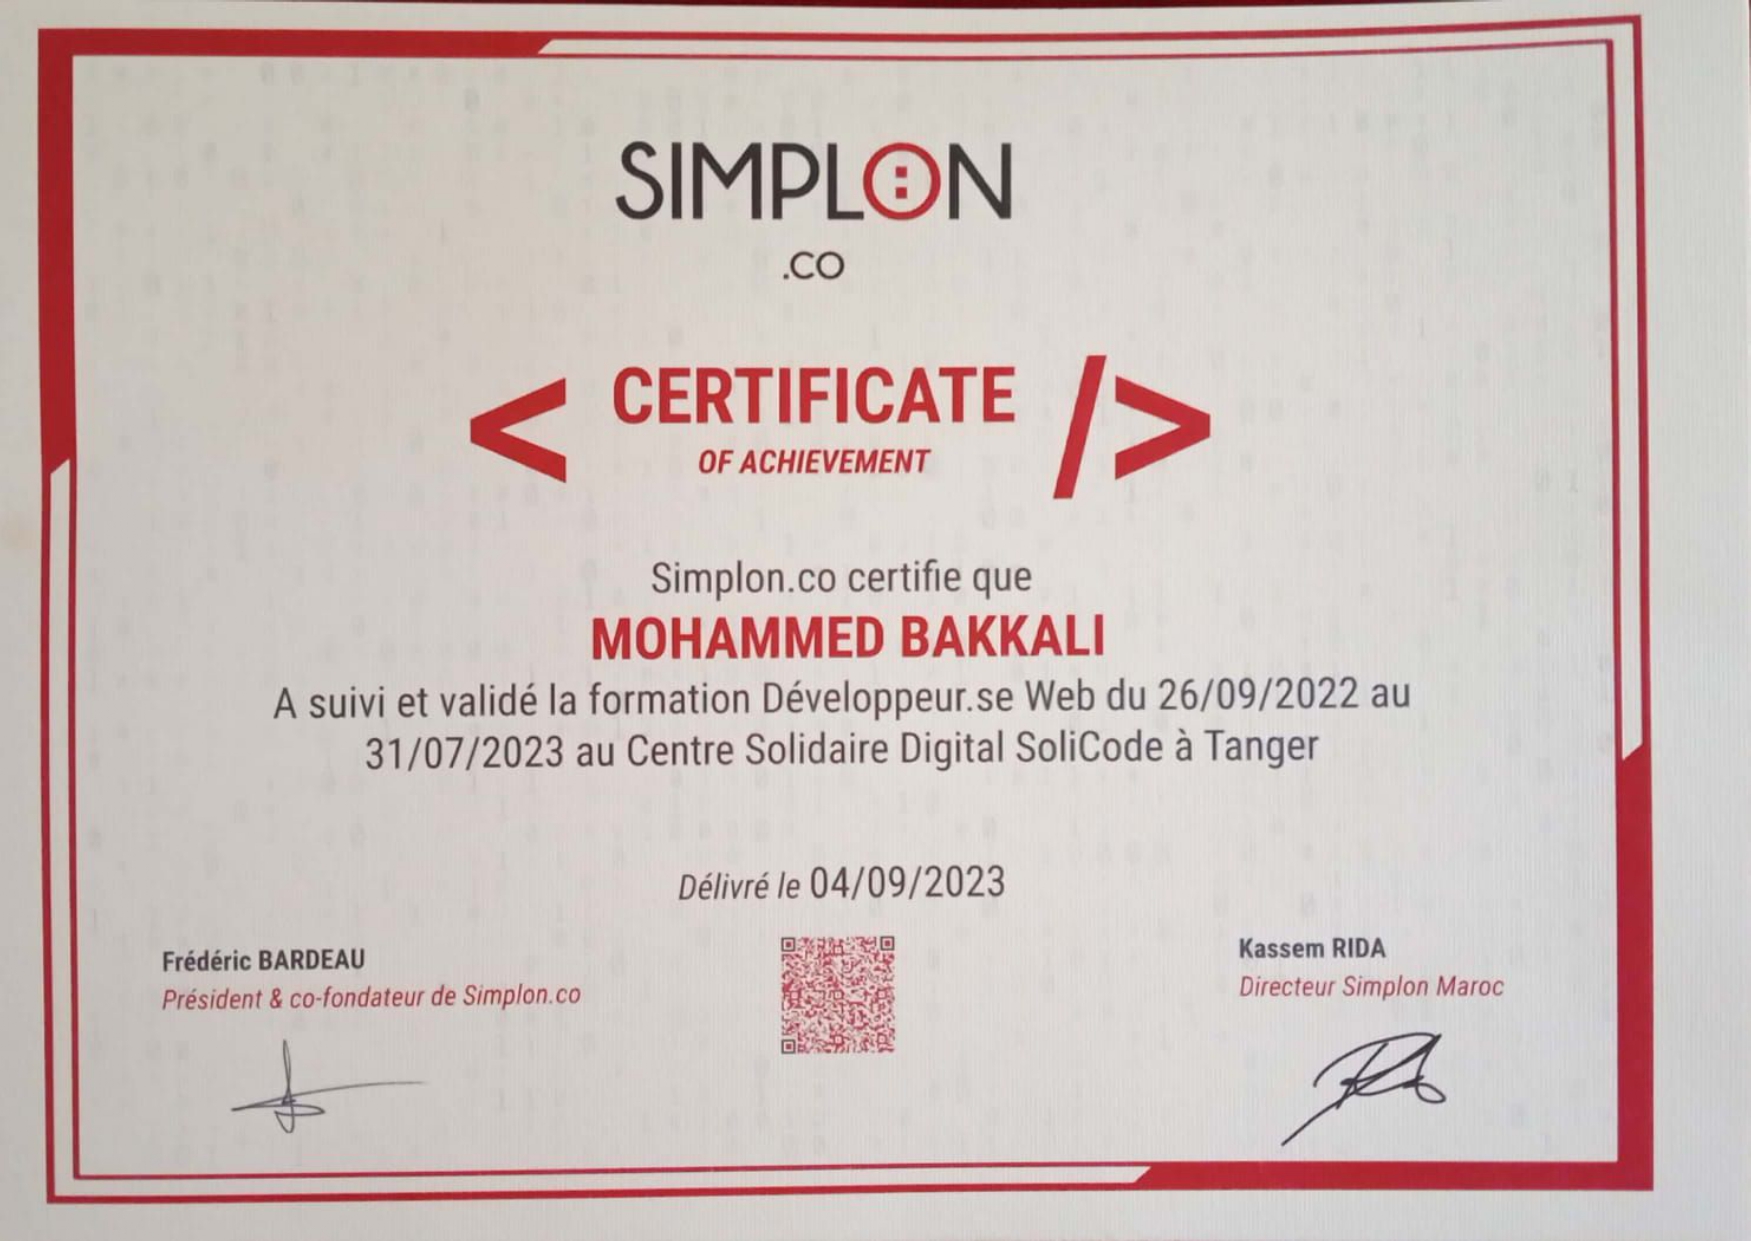 SIMPLON
.CO
< CERTIFICATE />
OF ACHIEVEMENT
Simplon.co certifie que
MOHAMMED BAKKALI
A suivi et validé la formation Développeur.se Web du 26/09/2022 au
31/07/2023 au Centre Solidaire Digital SoliCode à Tanger
Délivré le 04/09/2023
Frédéric BARDEAU
Président & co-fondateur de Simplon.co
Kassem RIDA
Directeur Simplon Maroc